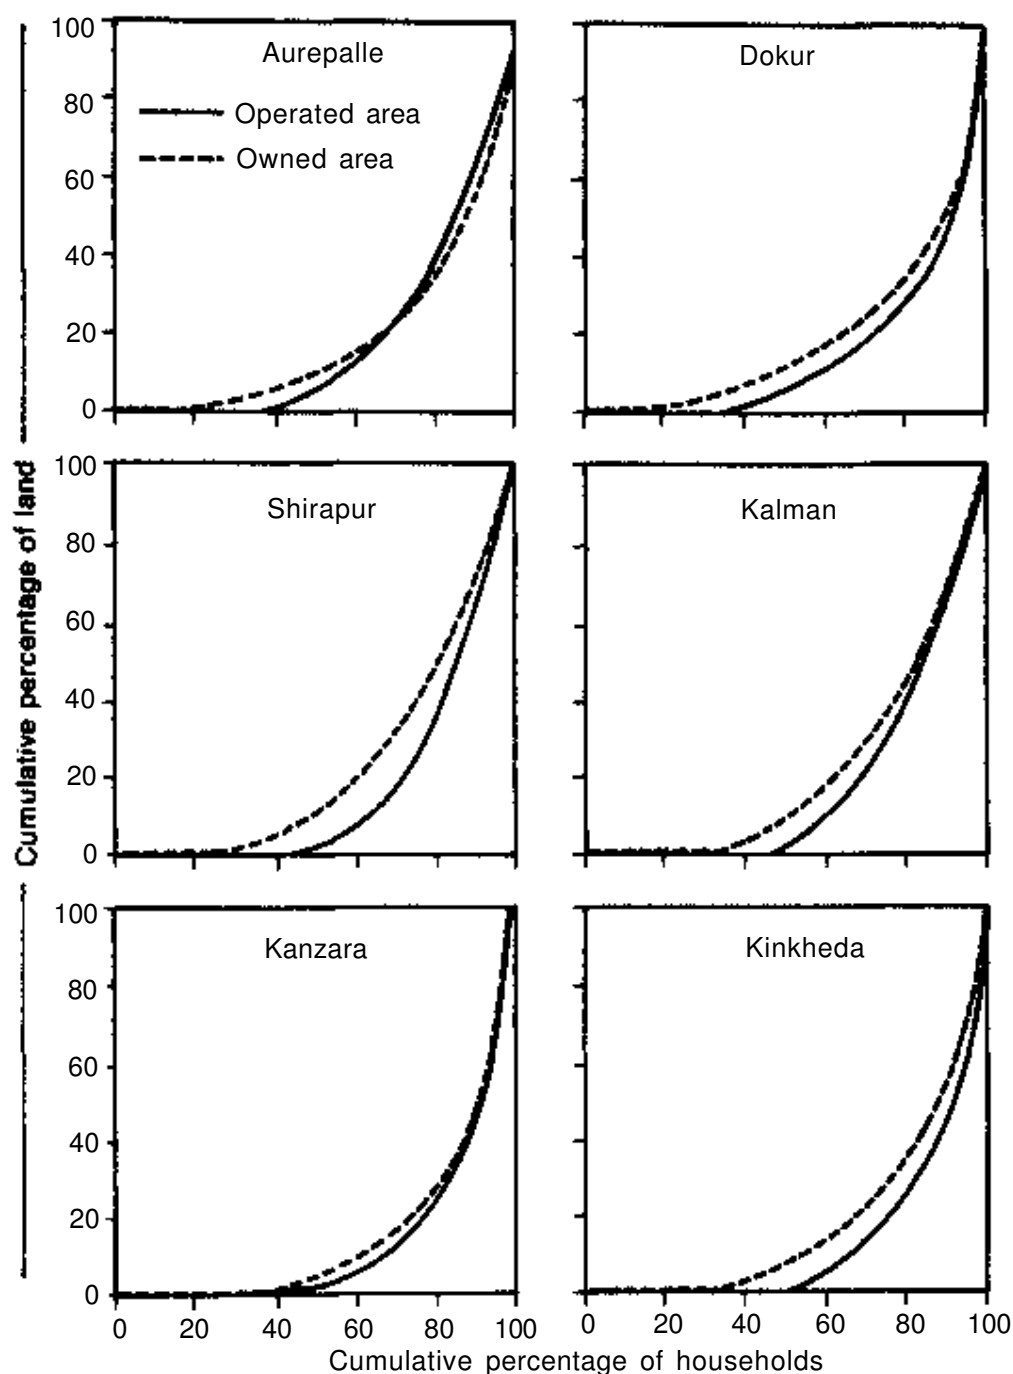 Cumulative percentage of land
100
80
60
40
20
0
Aurepalle
Operated area
Owned area
Dokur
100
80
60
40
20
0
Shirapur
Kalman
100
80
60
40
20
0
Kanzara
Kinkheda
0 20 40 60 80 100
0 20 40 60 80 100
Cumulative percentage of households